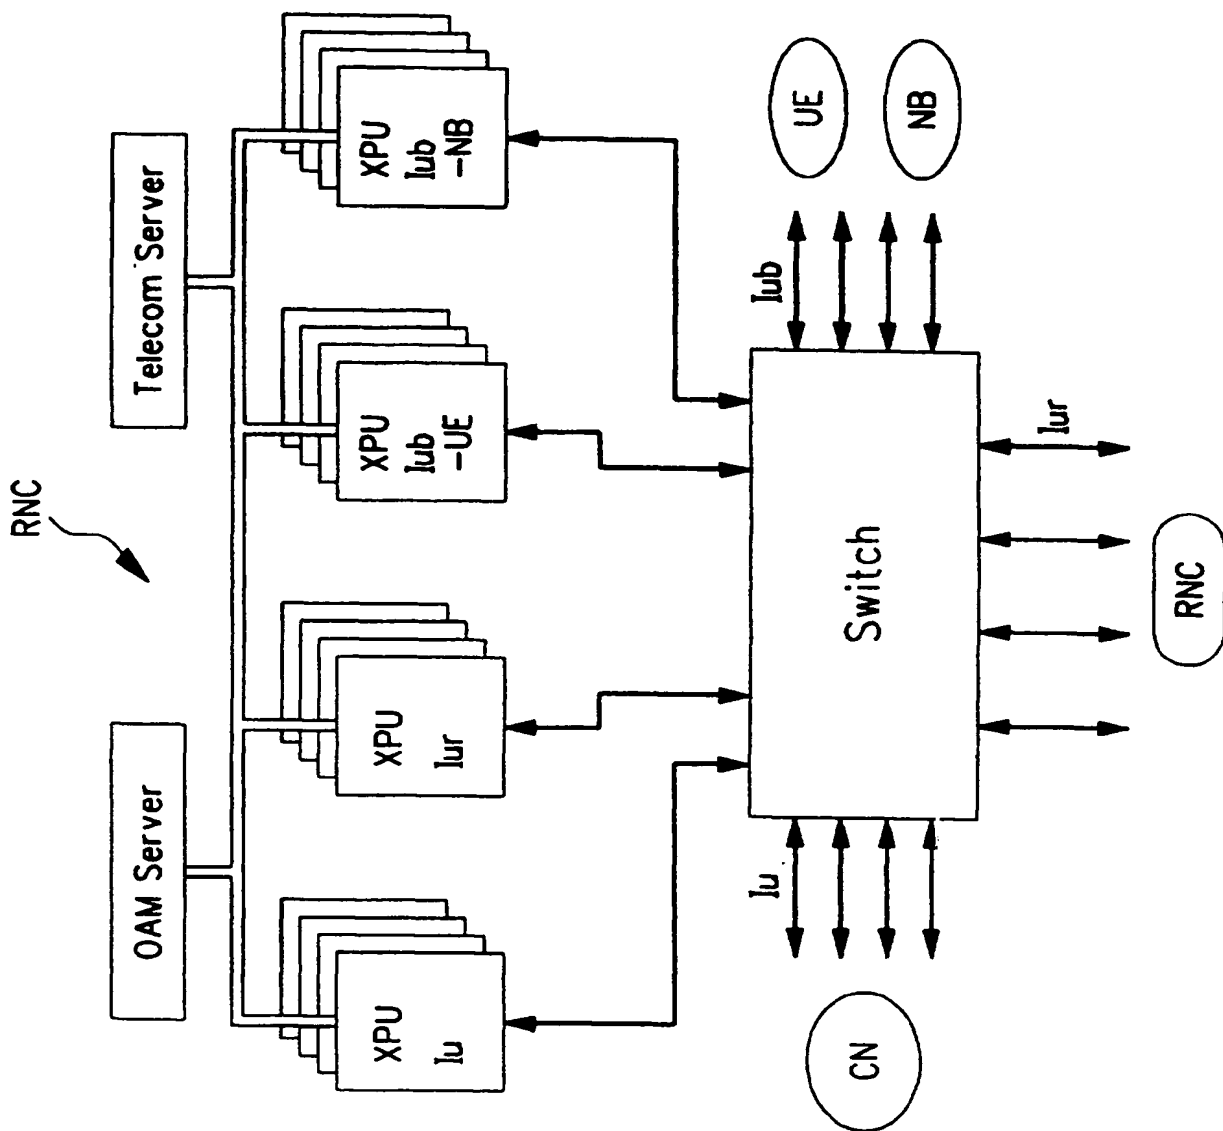 RNC
OAM Server
Telecom Server
XPU
Iu
XPU
Iur
XPU
Iub
-UE
XPU
Iub
-NB
Switch
Iu
Iub
Iur
CN
UE
NB
RNC